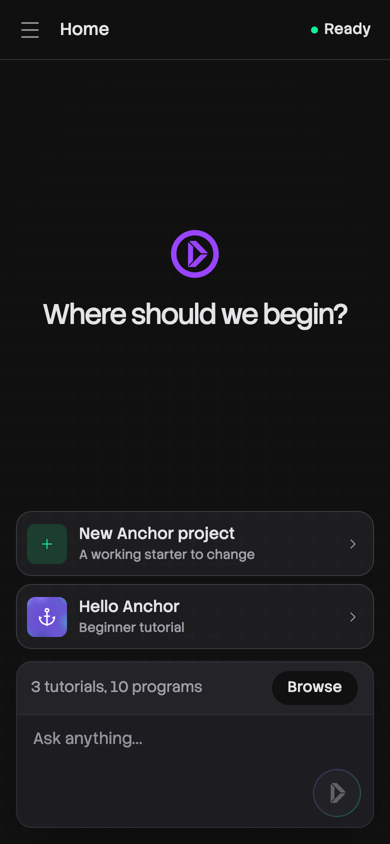 Home
Ready
Where should we begin?
New Anchor project
A working starter to change
Hello Anchor
Beginner tutorial
3 tutorials, 10 programs
Browse
Ask anything...